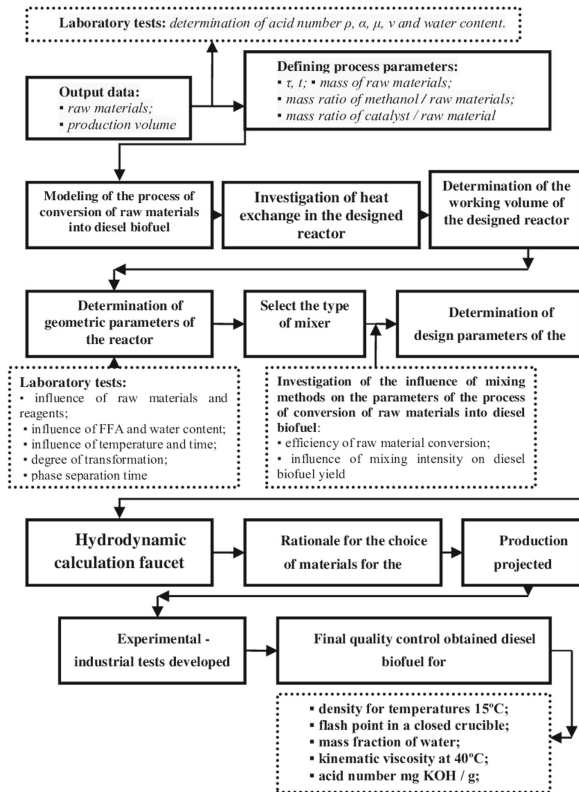 Laboratory tests: determination of acid number ρ, α, μ, ν and water content.
Output data:
▪ raw materials;
▪ production volume
Defining process parameters:
▪ τ, t; ▪ mass of raw materials;
▪ mass ratio of methanol / raw materials;
▪ mass ratio of catalyst / raw material
Modeling of the process of
conversion of raw materials
into diesel biofuel
Investigation of heat
exchange in the designed
reactor
Determination of the
working volume of
the designed reactor
Determination of
geometric parameters of
the reactor
Select the type
of mixer
Determination of
design parameters of the
Laboratory tests:
▪ influence of raw materials and
reagents;
▪ influence of FFA and water content;
▪ influence of temperature and time;
▪ degree of transformation;
▪ phase separation time
Investigation of the influence of mixing
methods on the parameters of the process
of conversion of raw materials into diesel
biofuel:
▪ efficiency of raw material conversion;
▪ influence of mixing intensity on diesel
biofuel yield
Hydrodynamic
calculation faucet
Rationale for the choice
of materials for the
Production
projected
Experimental -
industrial tests developed
Final quality control obtained diesel
biofuel for
▪ density for temperatures 15ºC;
▪ flash point in a closed crucible;
▪ mass fraction of water;
▪ kinematic viscosity at 40ºC;
▪ acid number mg KOH / g;